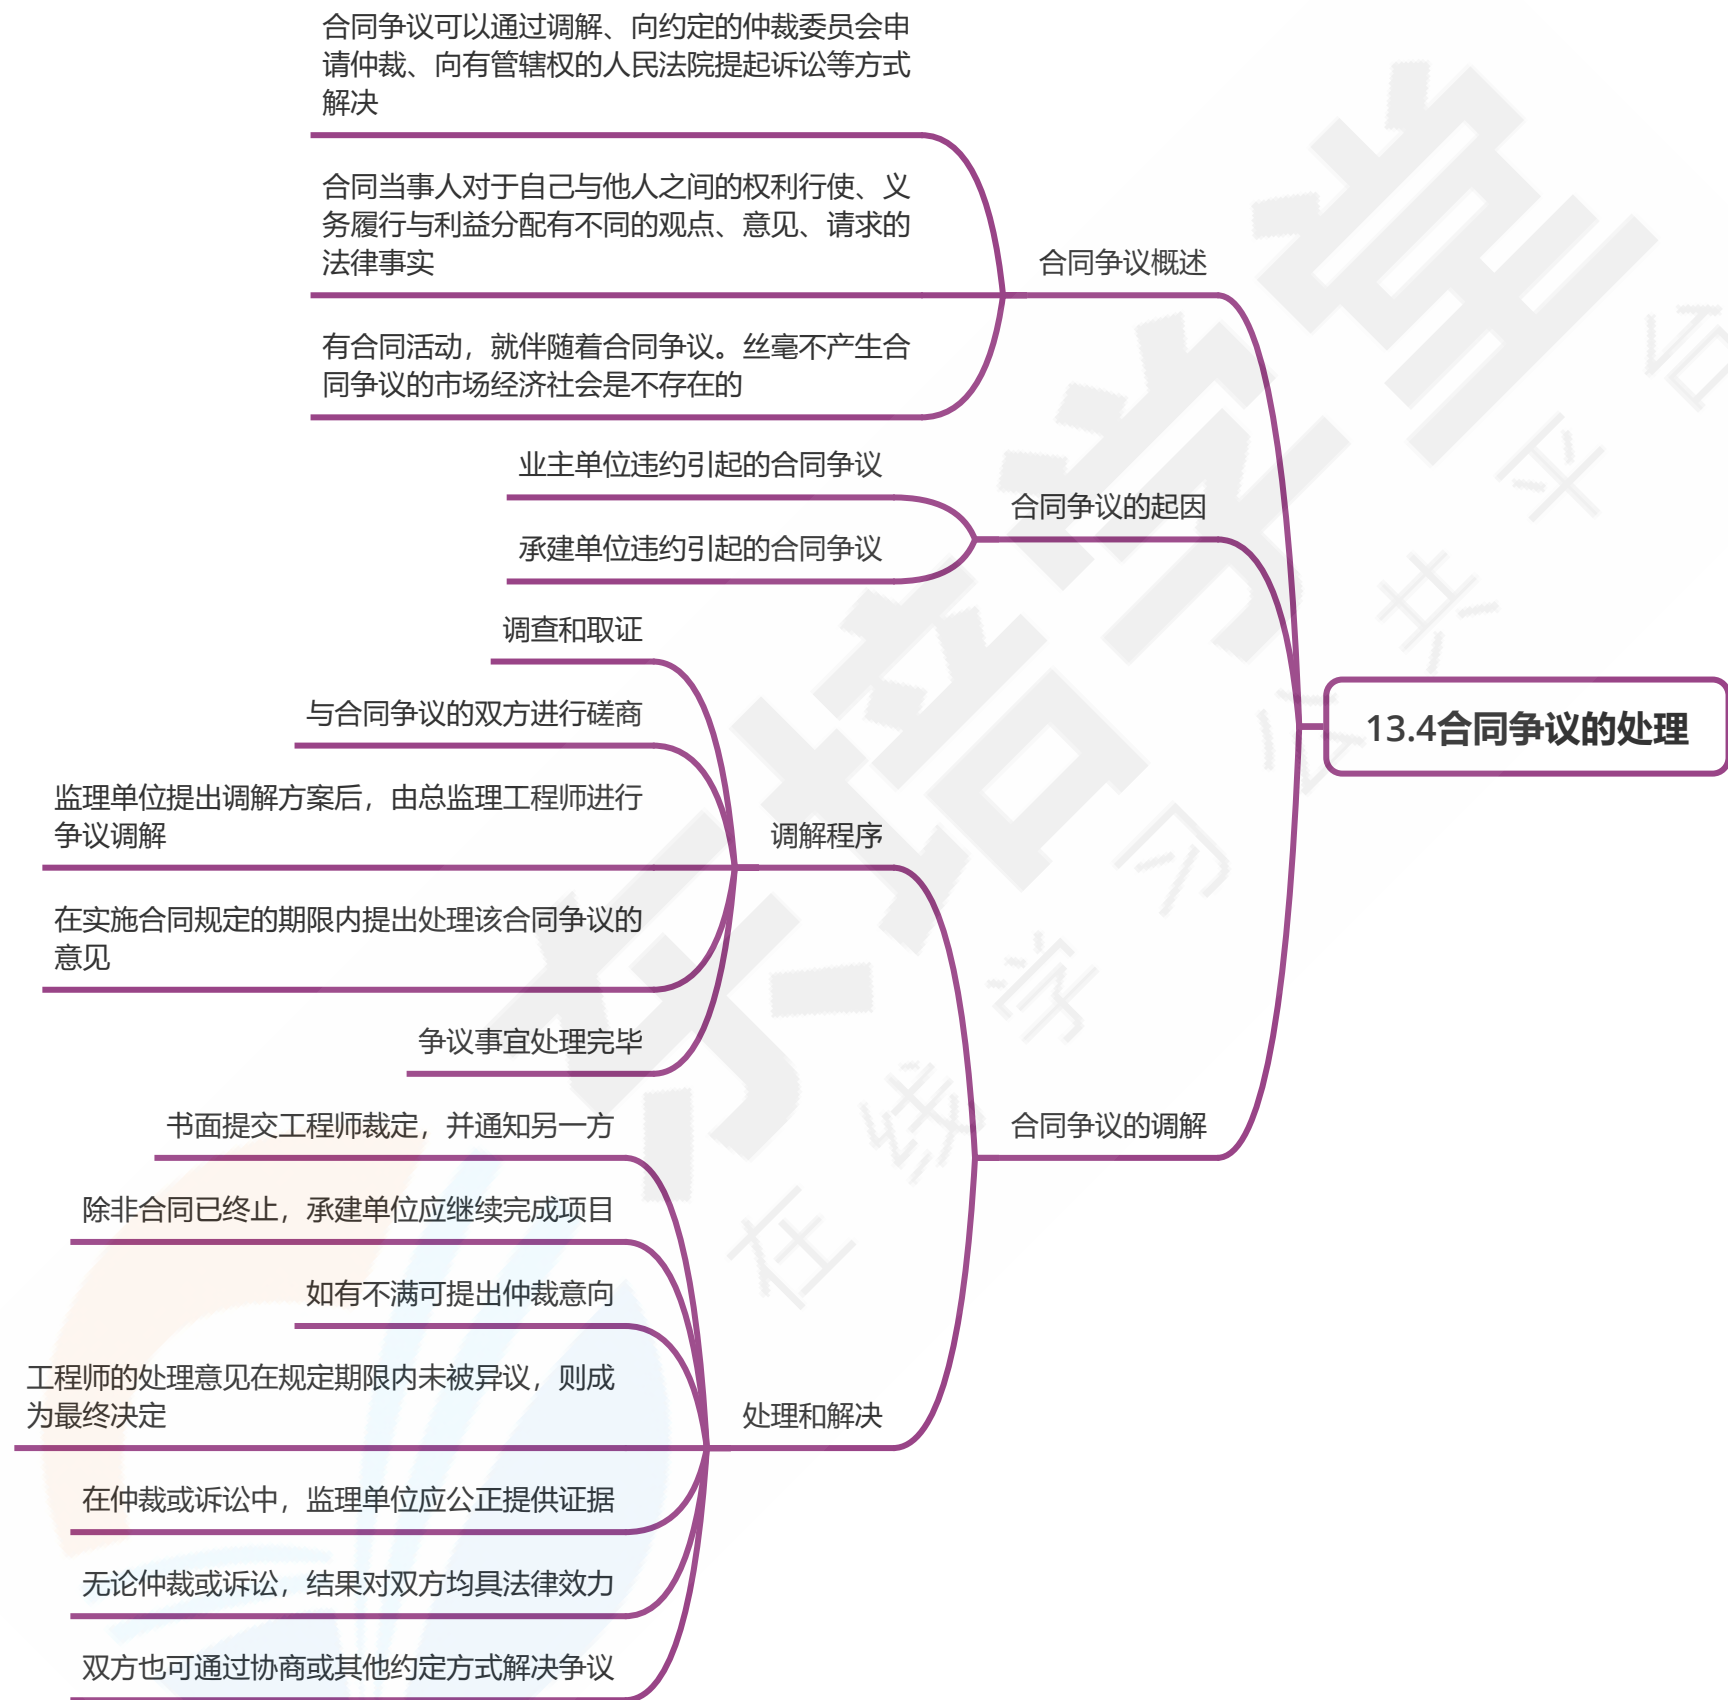 合同争议可以通过调解、向约定的仲裁委员会申
请仲裁、向有管辖权的人民法院提起诉讼等方式
解决
合同当事人对于自己与他人之间的权利行使、义
务履行与利益分配有不同的观点、意见、请求的
法律事实
合同争议概述
有合同活动，就伴随着合同争议。丝毫不产生合
同争议的市场经济社会是不存在的
业主单位违约引起的合同争议
合同争议的起因
承建单位违约引起的合同争议
调查和取证
与合同争议的双方进行磋商
13.4合同争议的处理
监理单位提出调解方案后，由总监理工程师进行
争议调解
调解程序
在实施合同规定的期限内提出处理该合同争议的
意见
争议事宜处理完毕
书面提交工程师裁定，并通知另一方
合同争议的调解
除非合同已终止，承建单位应继续完成项目
如有不满可提出仲裁意向
工程师的处理意见在规定期限内未被异议，则成
为最终决定
处理和解决
在仲裁或诉讼中，监理单位应公正提供证据
无论仲裁或诉讼，结果对双方均具法律效力
双方也可通过协商或其他约定方式解决争议
东培学堂
在线学习公共平台